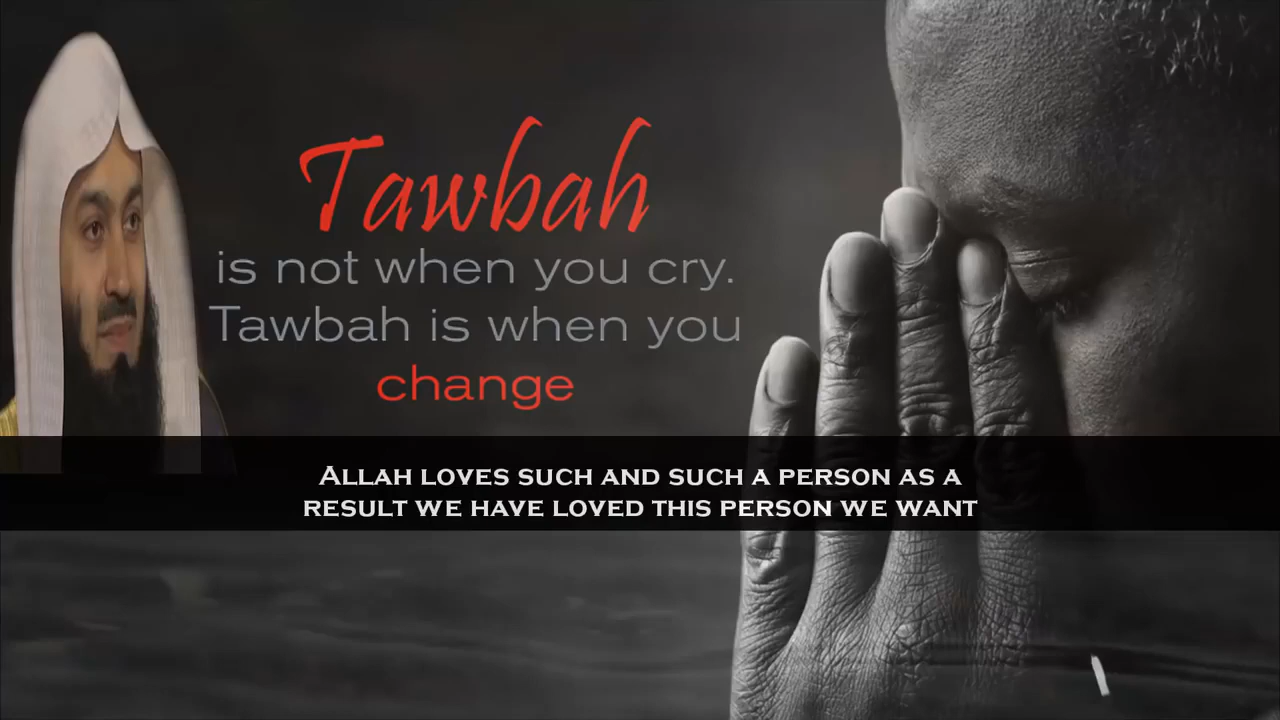 Tawbah
is not when you cry.
Tawbah is when you
change
ALLAH LOVES SUCH AND SUCH A PERSON AS A
RESULT WE HAVE LOVED THIS PERSON WE WANT